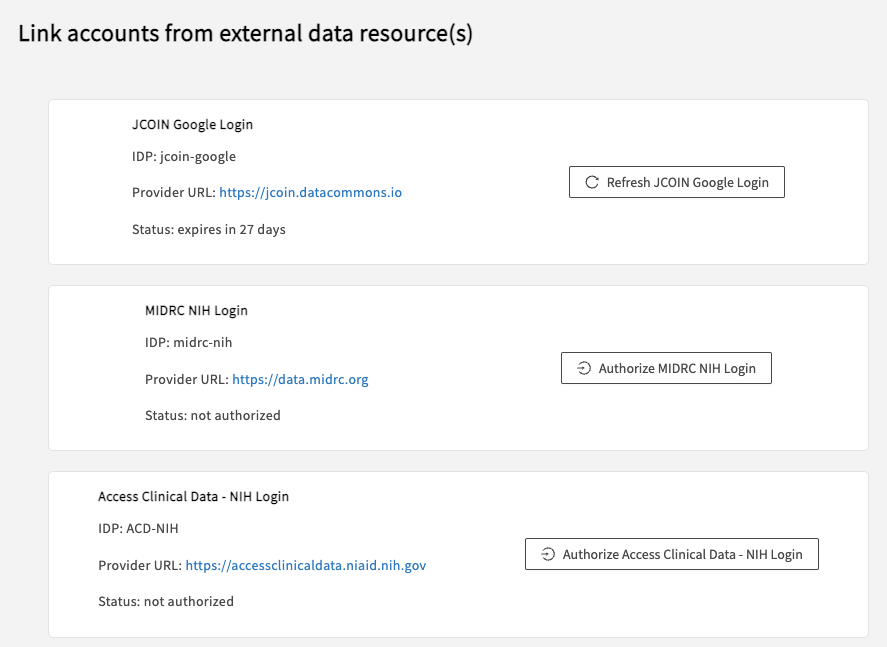 Link accounts from external data resource(s)
JCOIN Google Login
IDP: jcoin-google
Provider URL: https://jcoin.datacommons.io
Status: expires in 27 days
Refresh JCOIN Google Login
MIDRC NIH Login
IDP: midrc-nih
Provider URL: https://data.midrc.org
Status: not authorized
Authorize MIDRC NIH Login
Access Clinical Data - NIH Login
IDP: ACD-NIH
Provider URL: https://accessclinicaldata.niaid.nih.gov
Status: not authorized
Authorize Access Clinical Data - NIH Login